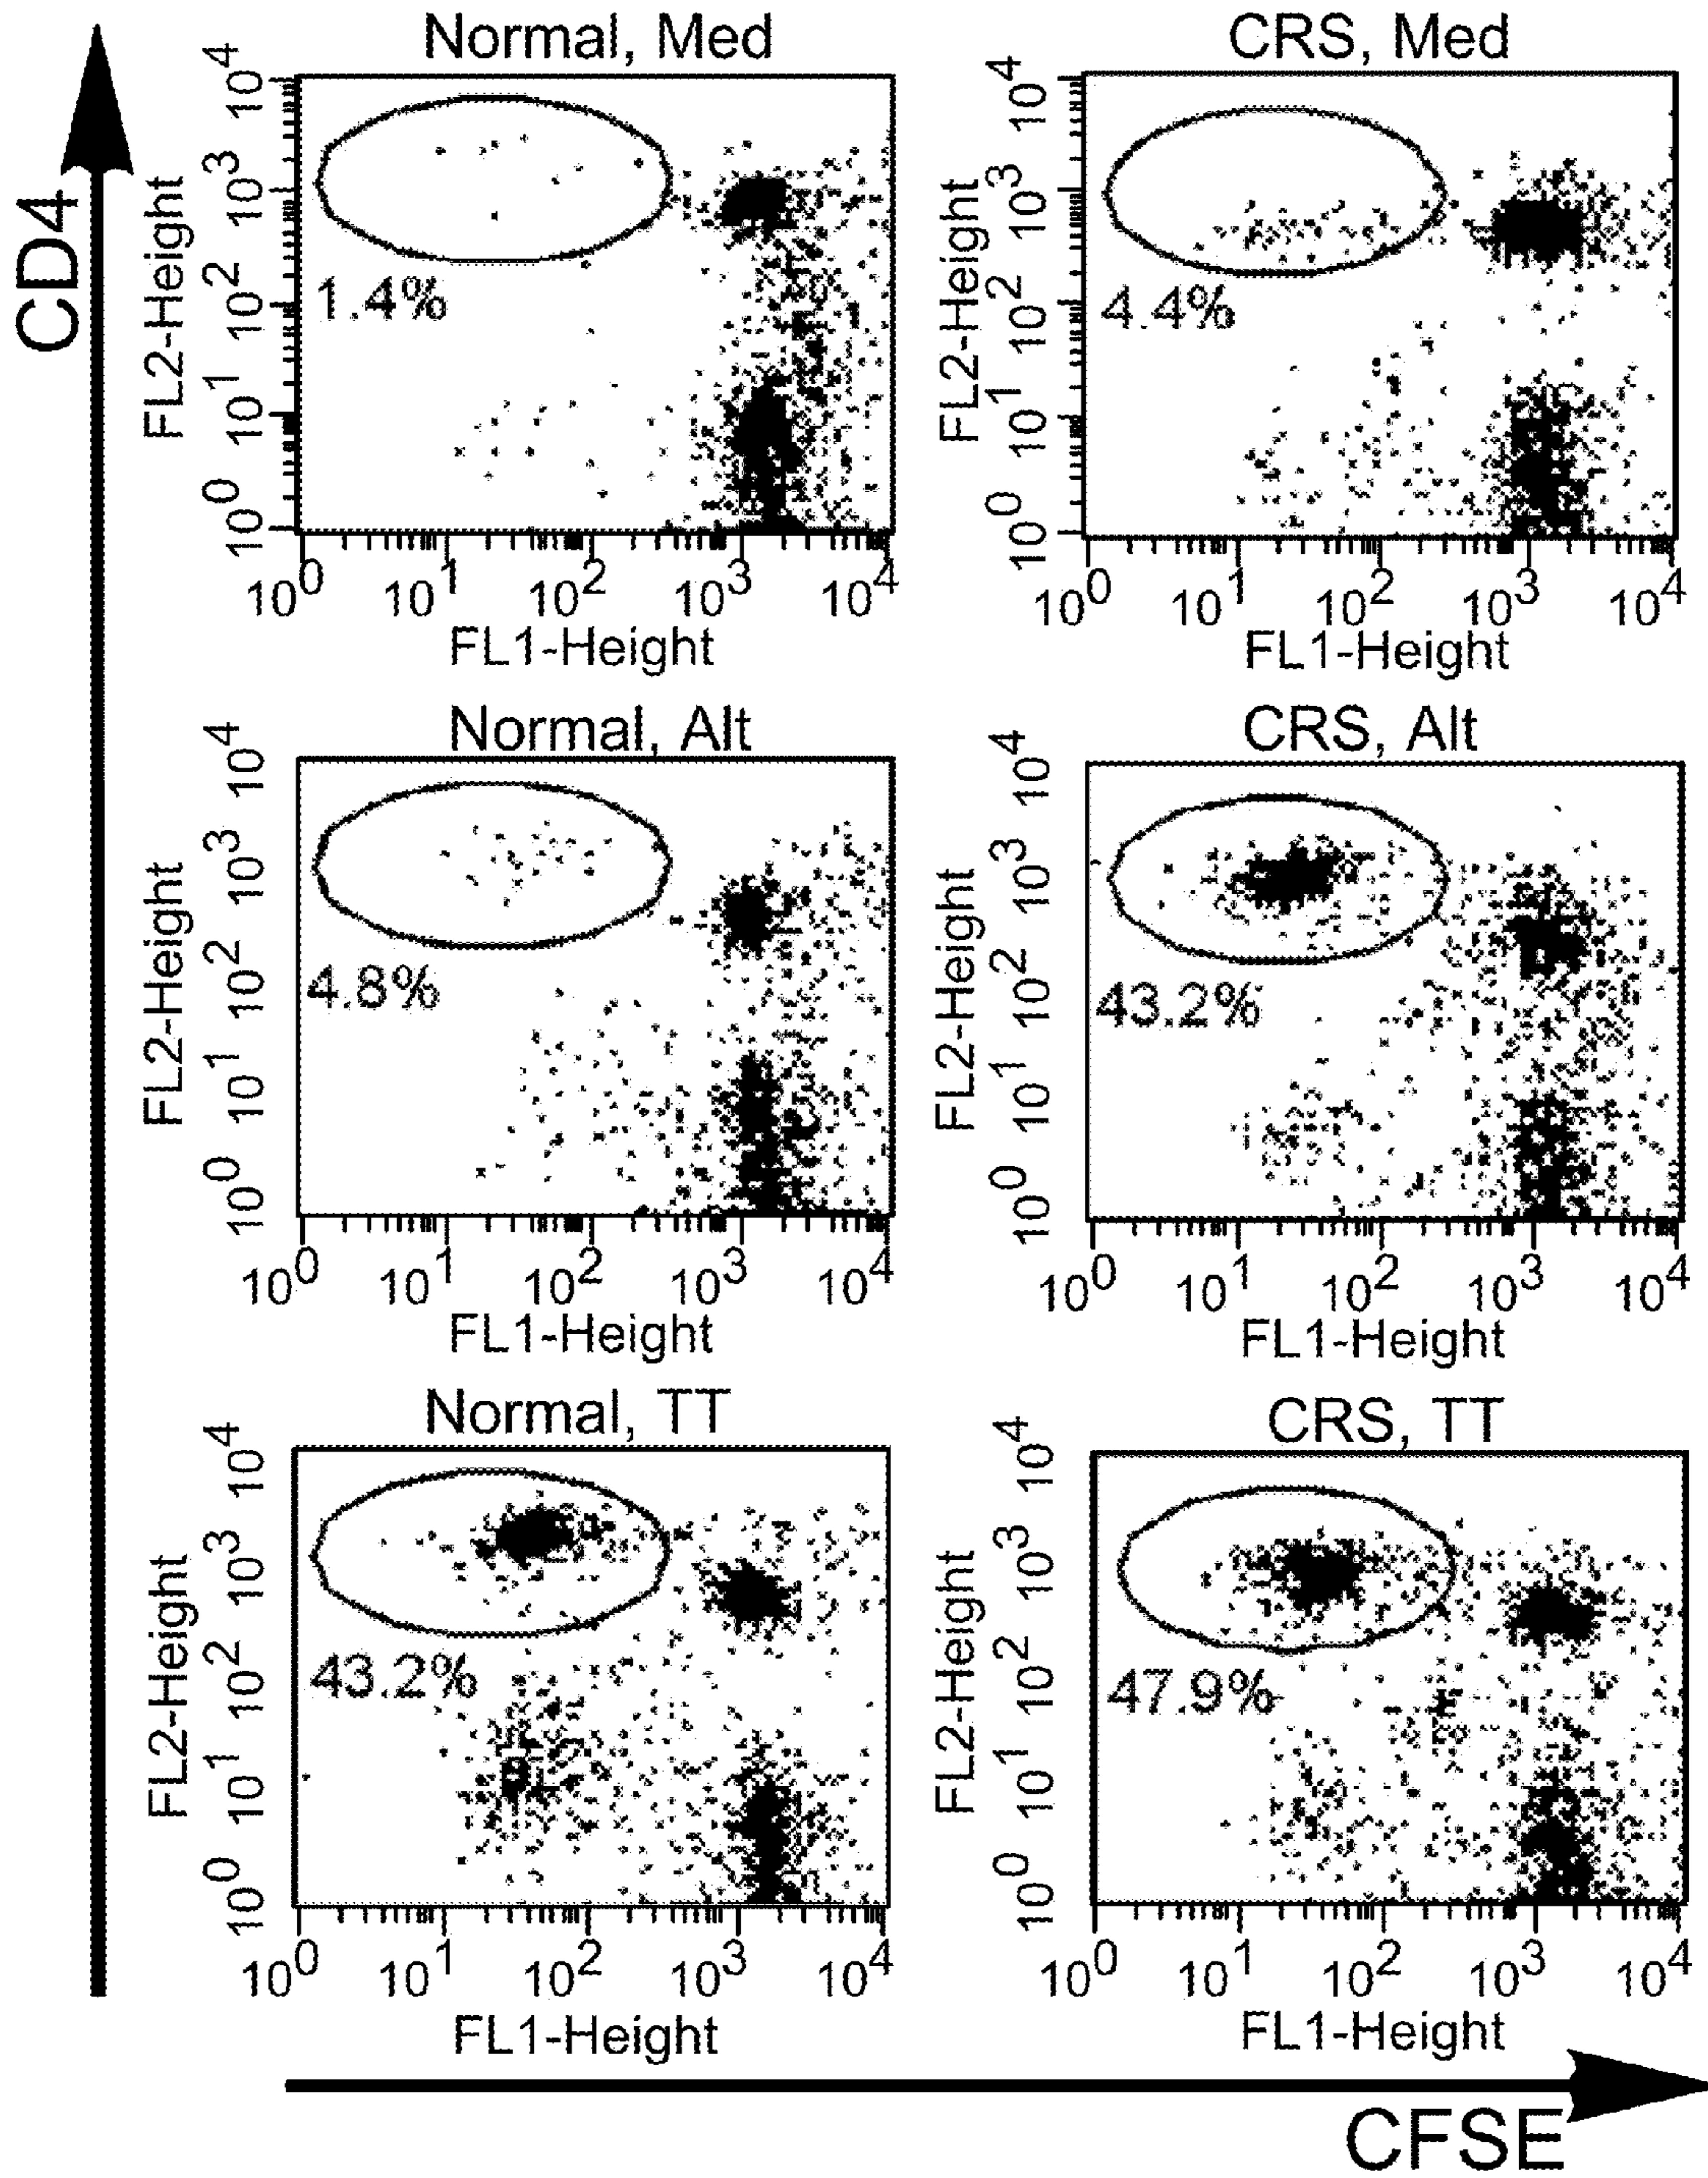 CD4
Normal, Med
FL2-Height
10^4
10^3
10^2
10^1
10^0
1.4%
10^0 10^1 10^2 10^3 10^4
FL1-Height
CRS, Med
FL2-Height
10^4
10^3
10^2
10^1
10^0
4.4%
10^0 10^1 10^2 10^3 10^4
FL1-Height
Normal, Alt
FL2-Height
10^4
10^3
10^2
10^1
10^0
4.8%
10^0 10^1 10^2 10^3 10^4
FL1-Height
CRS, Alt
FL2-Height
10^4
10^3
10^2
10^1
10^0
43.2%
10^0 10^1 10^2 10^3 10^4
FL1-Height
Normal, TT
FL2-Height
10^4
10^3
10^2
10^1
10^0
43.2%
10^0 10^1 10^2 10^3 10^4
FL1-Height
CRS, TT
FL2-Height
10^4
10^3
10^2
10^1
10^0
47.9%
10^0 10^1 10^2 10^3 10^4
FL1-Height
CFSE